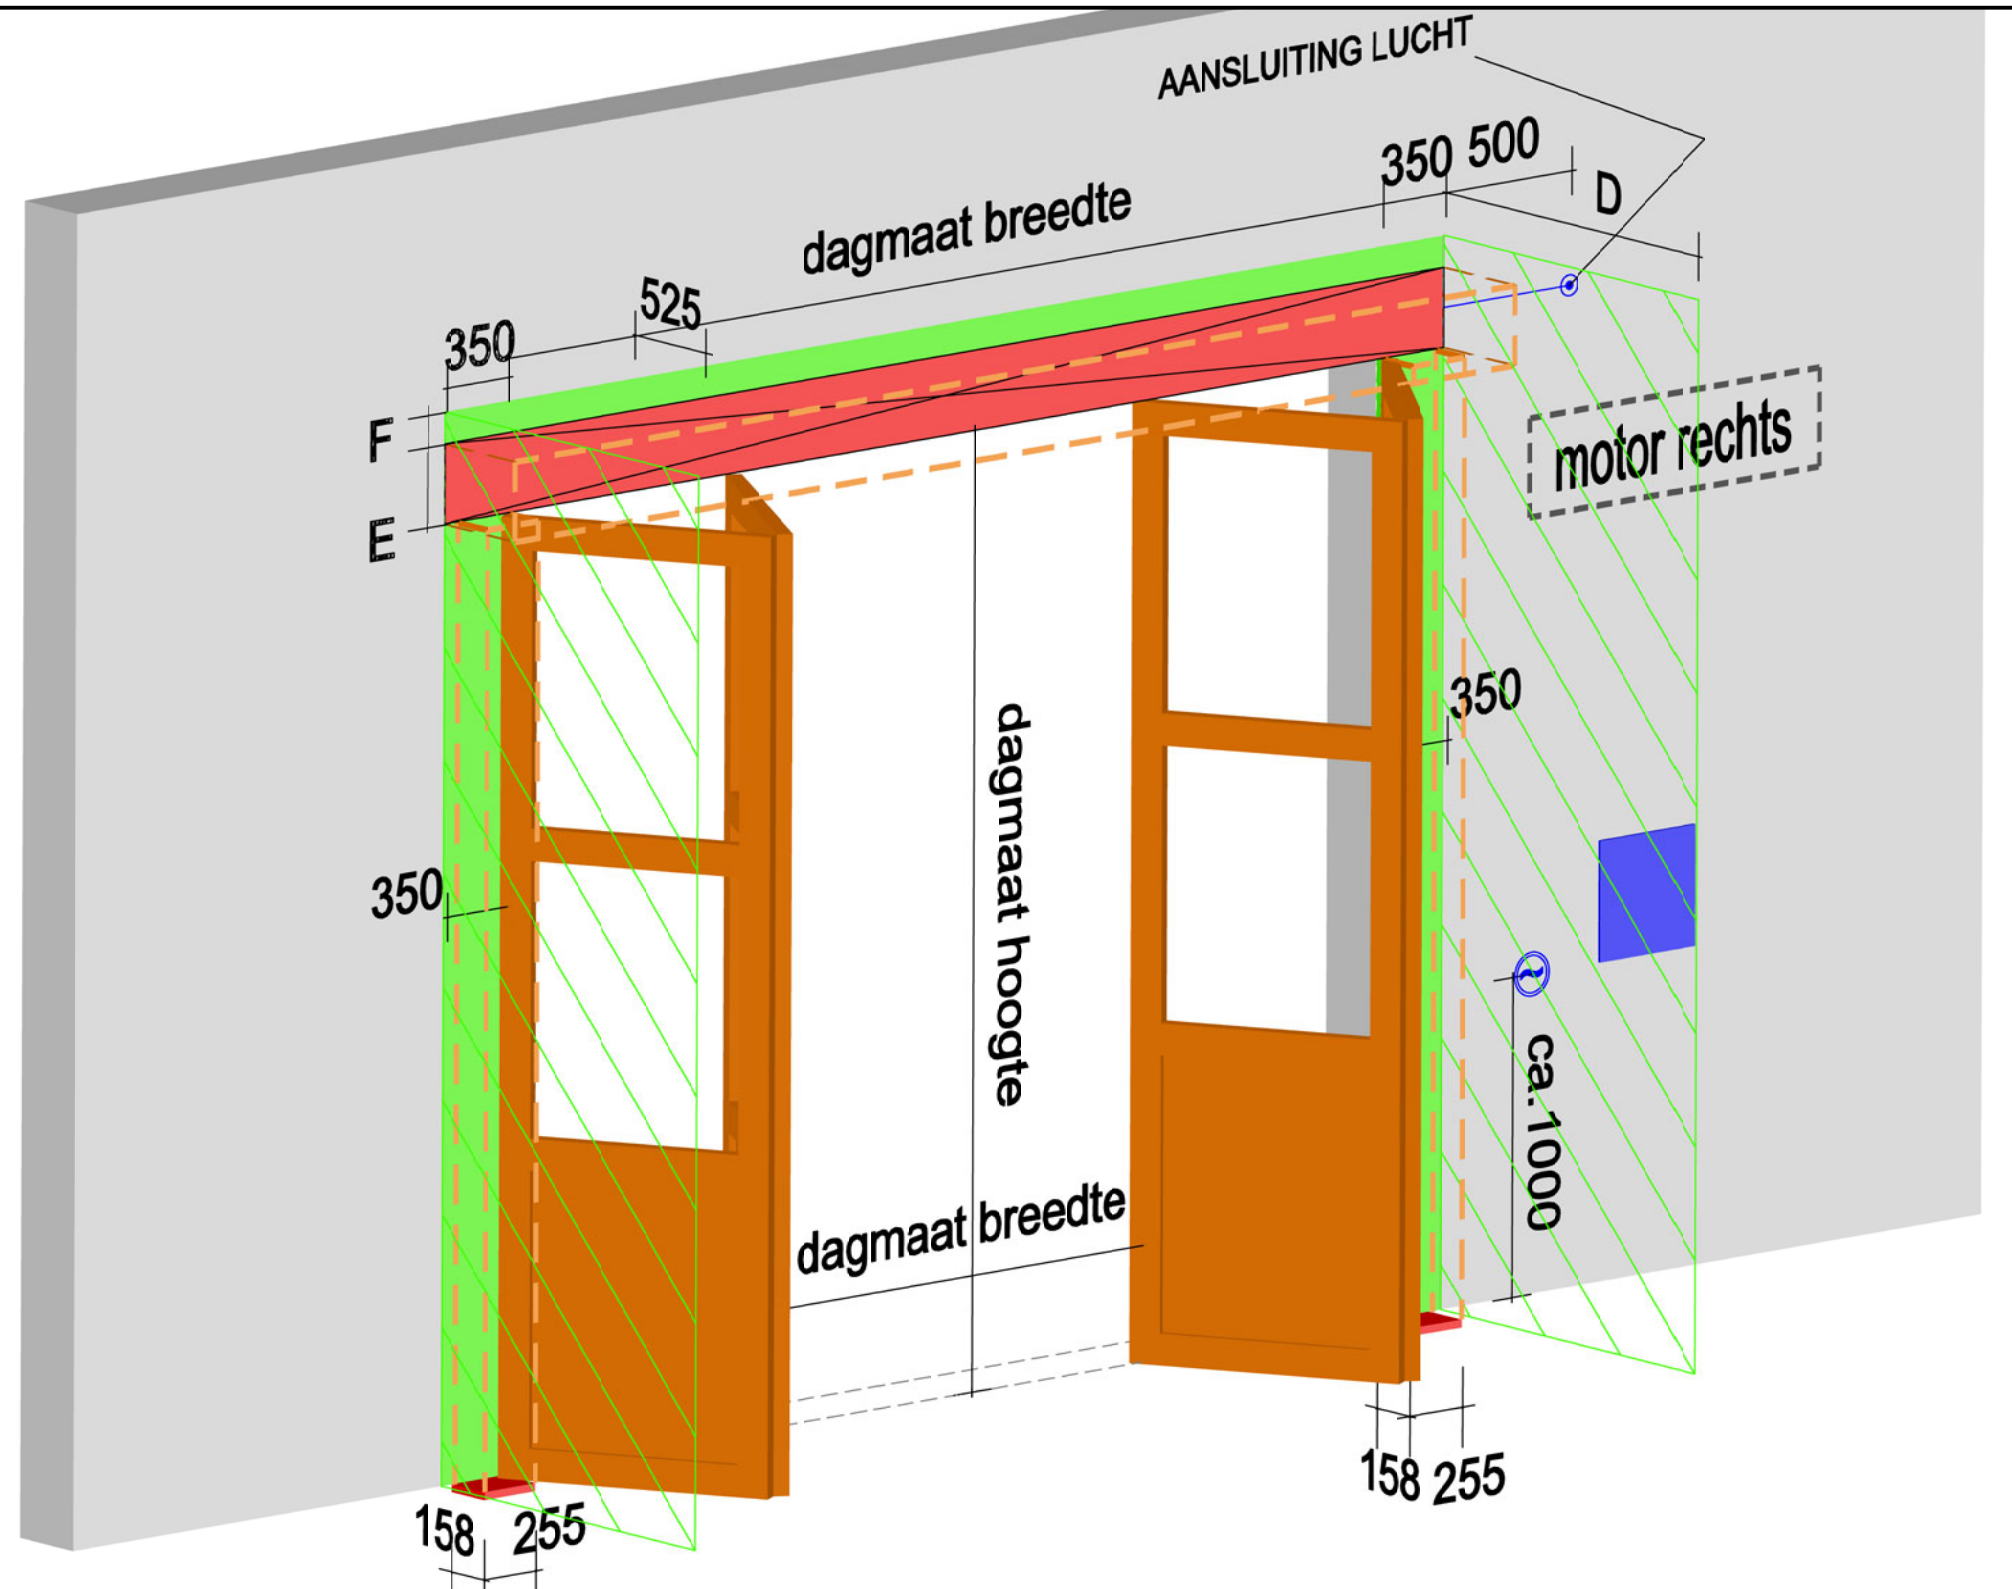 AANSLUITING LUCHT
350 500
D
dagmaat breedte
525
350
F
E
motor rechts
350
350
dagmaat hoogte
ca.1000
dagmaat breedte
158 255
158 255